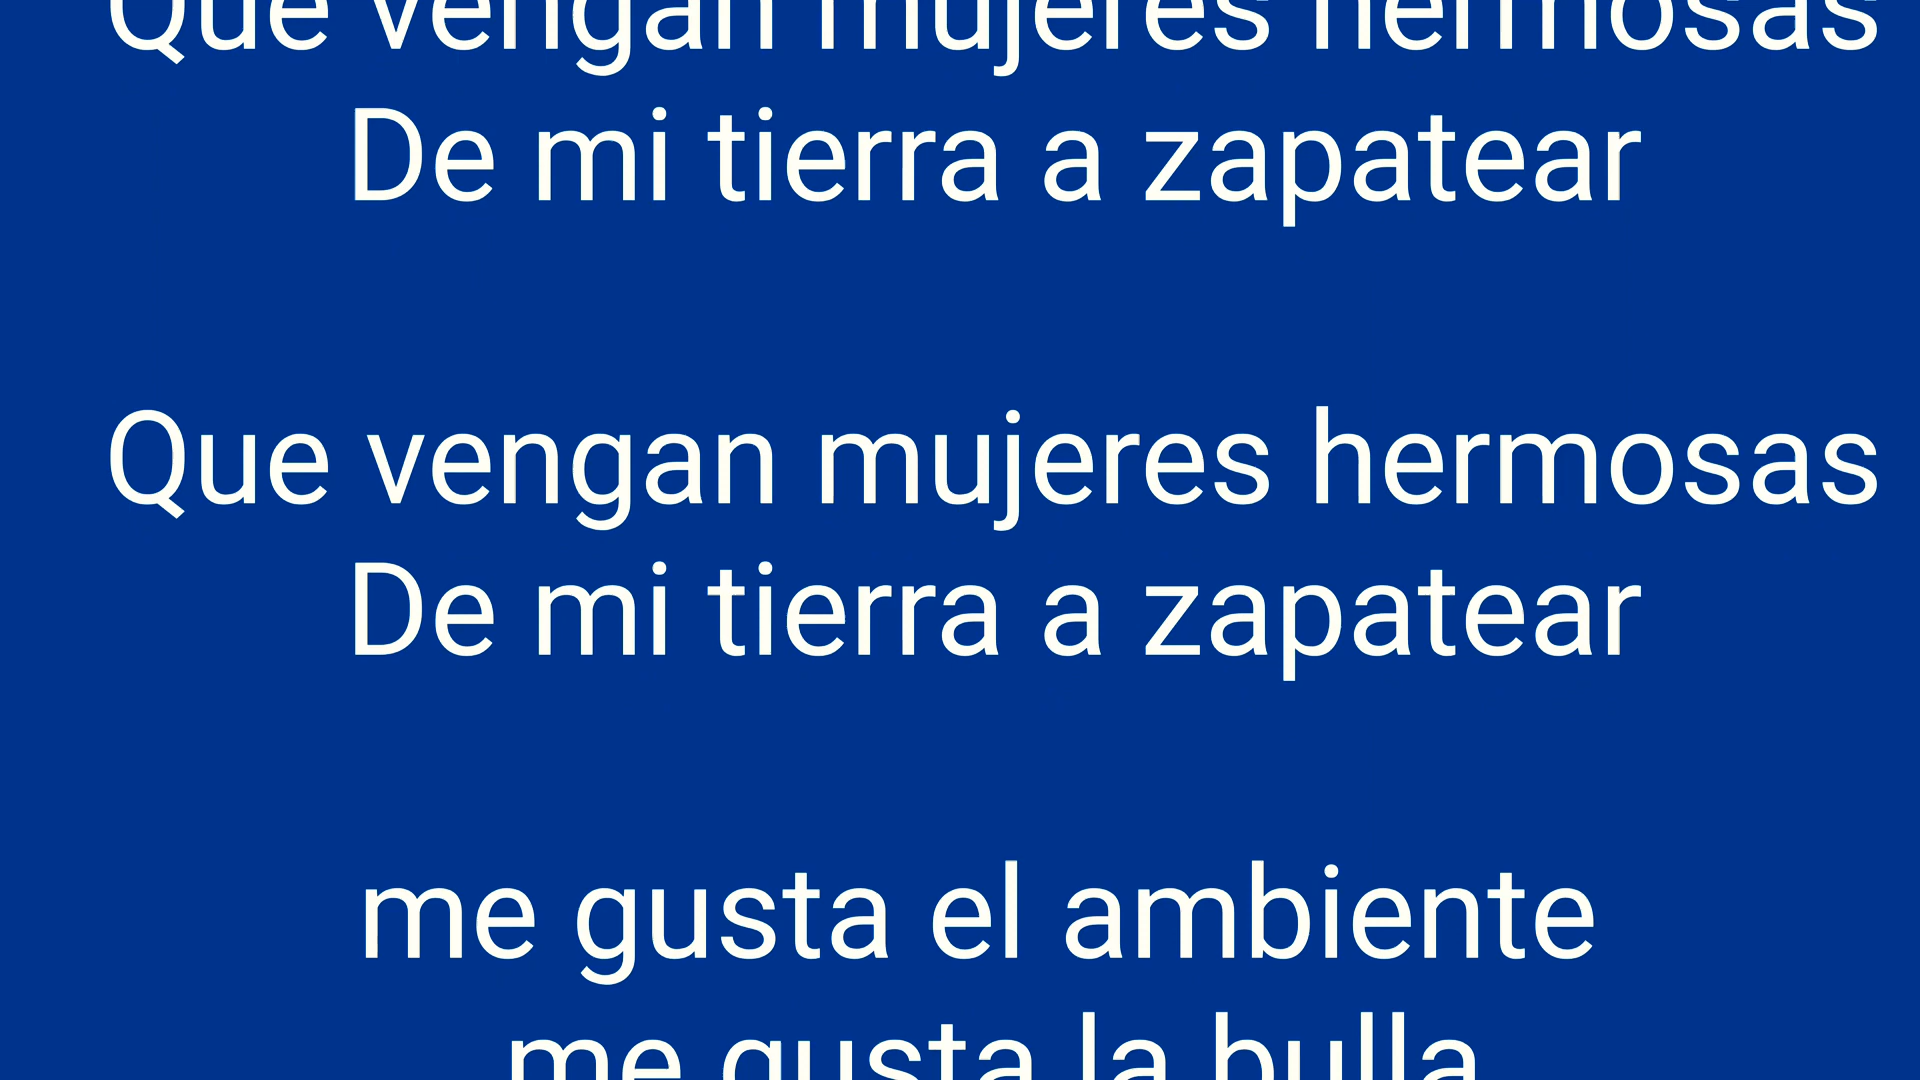 Que vengan mujeres hermosas
De mi tierra a zapatear
Que vengan mujeres hermosas
De mi tierra a zapatear
me gusta el ambiente
me gusta la bulla